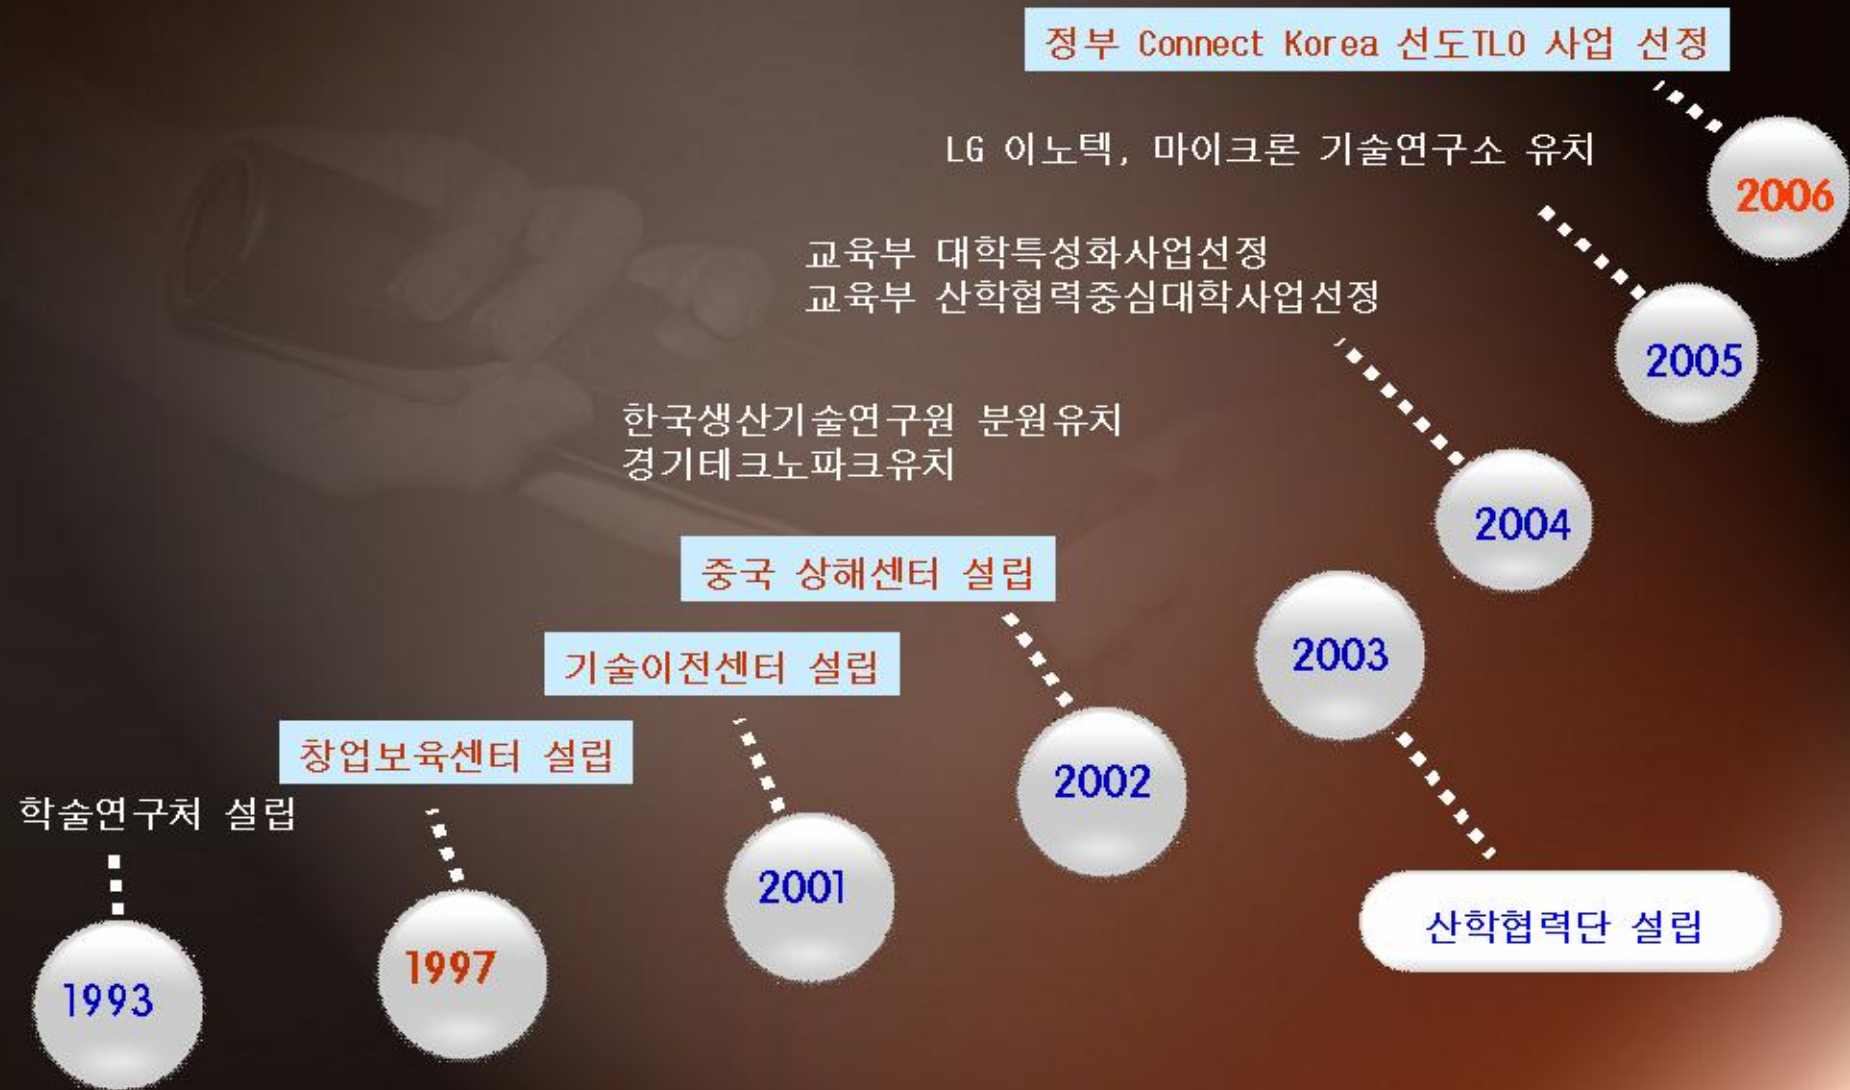 정부 Connect Korea 선도TLO 사업 선정
2006
LG 이노텍, 마이크론 기술연구소 유치
2005
교육부 대학특성화사업선정
교육부 산학협력중심대학사업선정
2004
한국생산기술연구원 분원유치
경기테크노파크유치
2003
산학협력단 설립
중국 상해센터 설립
2002
기술이전센터 설립
2001
창업보육센터 설립
1997
학술연구처 설립
1993